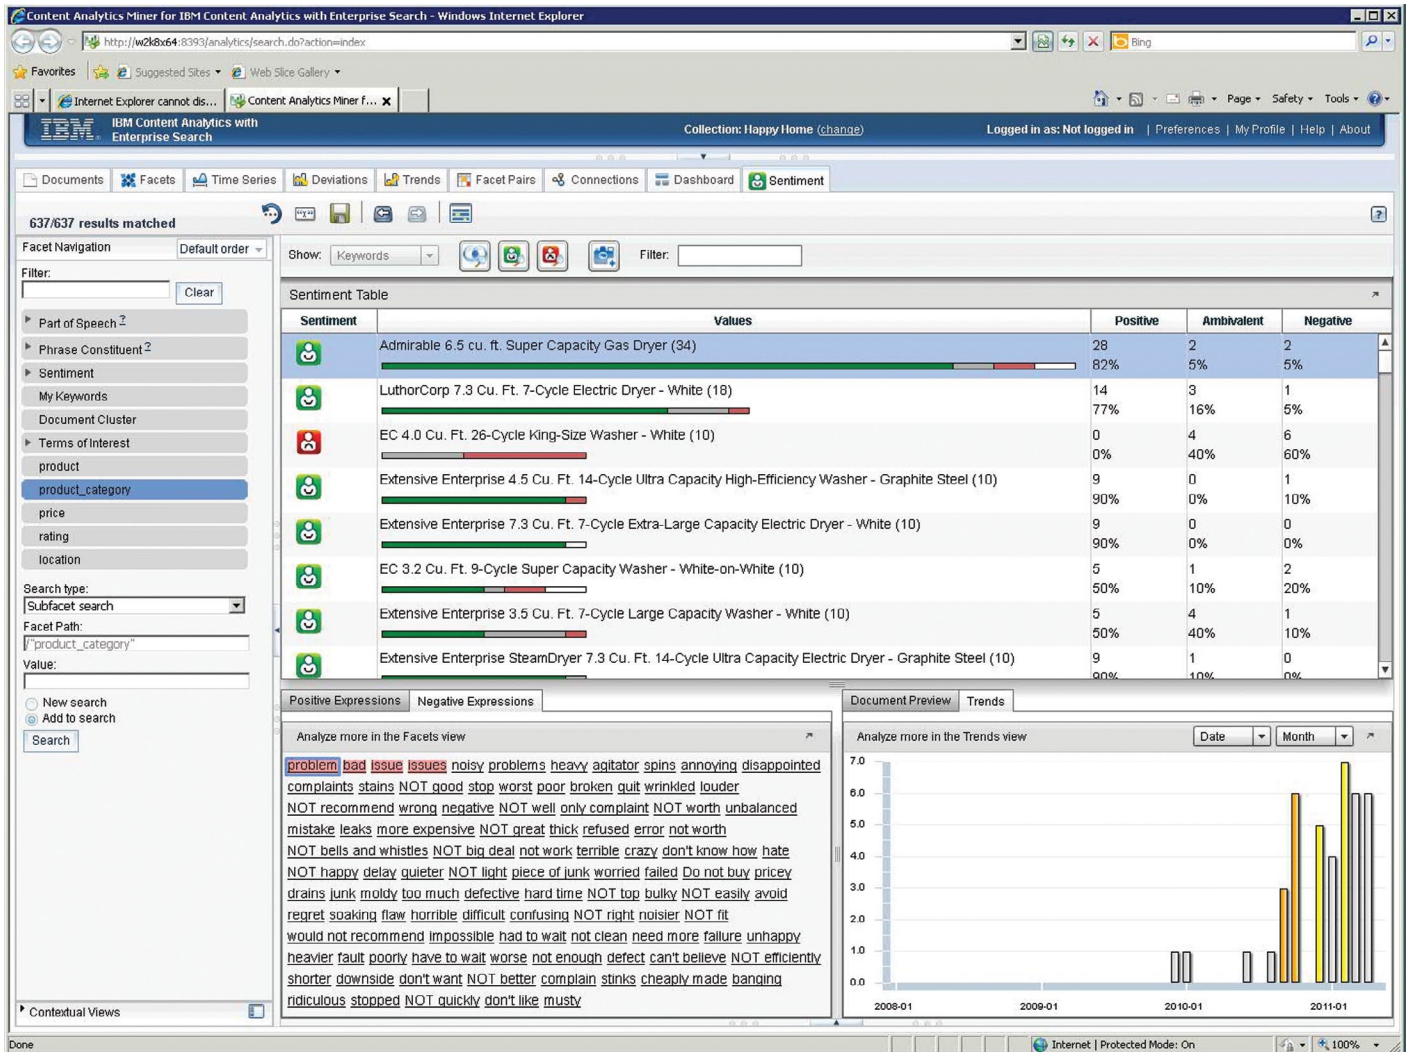 Content Analytics Miner for IBM Content Analytics with Enterprise Search - Windows Internet Explorer
http://w2k8x64:8393/analytics/search.do?action=index
Bing
Favorites
Suggested Sites
Web Slice Gallery
Internet Explorer cannot dis...
Content Analytics Miner f... X
Page
Safety
Tools
IBM
IBM Content Analytics with
Enterprise Search
Collection: Happy Home (change)
Logged in as: Not logged in | Preferences | My Profile | Help | About
Documents
Facets
Time Series
Deviations
Trends
Facet Pairs
Connections
Dashboard
Sentiment
637/637 results matched
"x"
?
Facet Navigation
Default order
Filter:
Clear
Part of Speech ?
Phrase Constituent ?
Sentiment
My Keywords
Document Cluster
Terms of Interest
product
product_category
price
rating
location
Search type:
Subfacet search
Facet Path:
/"product_category"
Value:
New search
Add to search
Search
Contextual Views
Show: Keywords
Filter:
Sentiment Table
Sentiment Values Positive Ambivalent Negative
Admirable 6.5 cu. ft. Super Capacity Gas Dryer (34) 28 2 2
82% 5% 5%
LuthorCorp 7.3 Cu. Ft. 7-Cycle Electric Dryer - White (18) 14 3 1
77% 16% 5%
EC 4.0 Cu. Ft. 26-Cycle King-Size Washer - White (10) 0 4 6
0% 40% 60%
Extensive Enterprise 4.5 Cu. Ft. 14-Cycle Ultra Capacity High-Efficiency Washer - Graphite Steel (10) 9 0 1
90% 0% 10%
Extensive Enterprise 7.3 Cu. Ft. 7-Cycle Extra-Large Capacity Electric Dryer - White (10) 9 0 0
90% 0% 0%
EC 3.2 Cu. Ft. 9-Cycle Super Capacity Washer - White-on-White (10) 5 1 2
50% 10% 20%
Extensive Enterprise 3.5 Cu. Ft. 7-Cycle Large Capacity Washer - White (10) 5 4 1
50% 40% 10%
Extensive Enterprise SteamDryer 7.3 Cu. Ft. 14-Cycle Ultra Capacity Electric Dryer - Graphite Steel (10) 9 1 0
90% 10% 0%
Positive Expressions
Negative Expressions
Analyze more in the Facets view
problem bad issue issues noisy problems heavy agitator spins annoying disappointed
complaints stains NOT good stop worst poor broken quit wrinkled louder
NOT recommend wrong negative NOT well only complaint NOT worth unbalanced
mistake leaks more expensive NOT great thick refused error not worth
NOT bells and whistles NOT big deal not work terrible crazy don't know how hate
NOT happy delay quieter NOT light piece of junk worried failed Do not buy pricey
drains junk moldy too much defective hard time NOT top bulky NOT easily avoid
regret soaking flaw horrible difficult confusing NOT right noisier NOT fit
would not recommend impossible had to wait not clean need more failure unhappy
heavier fault poorly have to wait worse not enough defect can't believe NOT efficiently
shorter downside don't want NOT better complain stinks cheaply made banging
ridiculous stopped NOT quickly don't like musty
Document Preview
Trends
Analyze more in the Trends view
Date
Month
7.0
6.0
5.0
4.0
3.0
2.0
1.0
0.0
2008-01 2009-01 2010-01 2011-01
Done
Internet | Protected Mode: On
100%